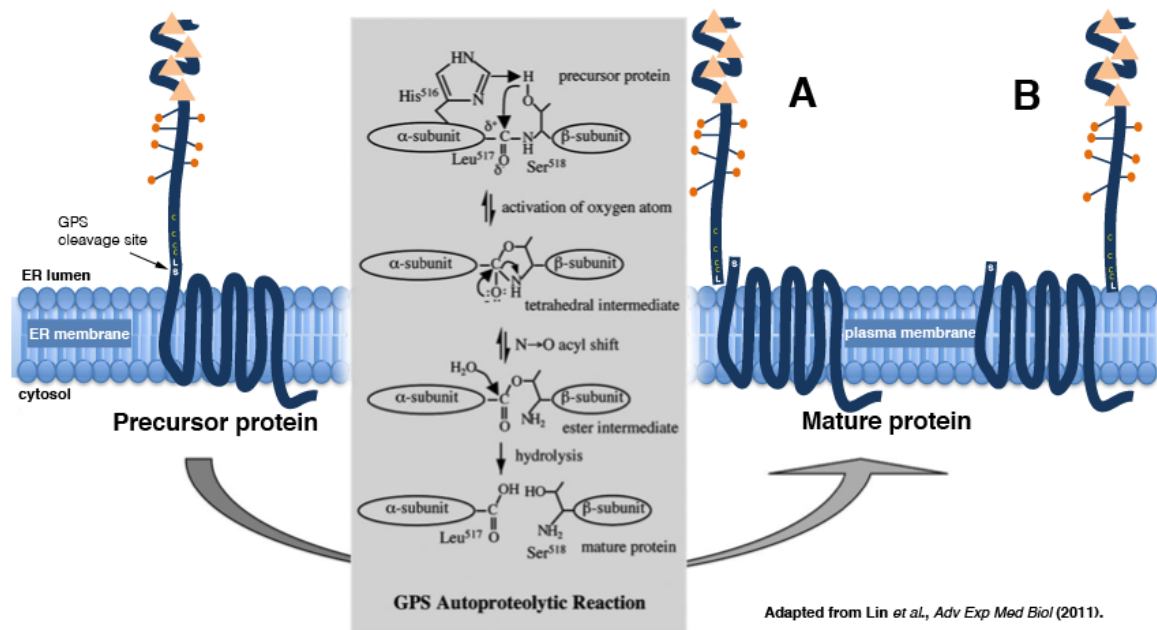 GPS
cleavage site
C
C
C
C
L
S
ER lumen
ER membrane
cytosol
Precursor protein
HN
N
H
O
precursor protein
His516
α-subunit
δ+
C
N
H
β-subunit
Leu517
O
δ-
Ser518
activation of oxygen atom
α-subunit
C
O
β-subunit
O
N
H
tetrahedral intermediate
N→O acyl shift
H2O
α-subunit
C
O
β-subunit
O
NH2
ester intermediate
hydrolysis
α-subunit
OH
C
O
HO
β-subunit
Leu517
NH2
Ser518
mature protein
GPS Autoproteolytic Reaction
A
C
C
C
C
L
S
B
C
C
C
C
L
S
plasma membrane
Mature protein
Adapted from Lin et al., Adv Exp Med Biol (2011).